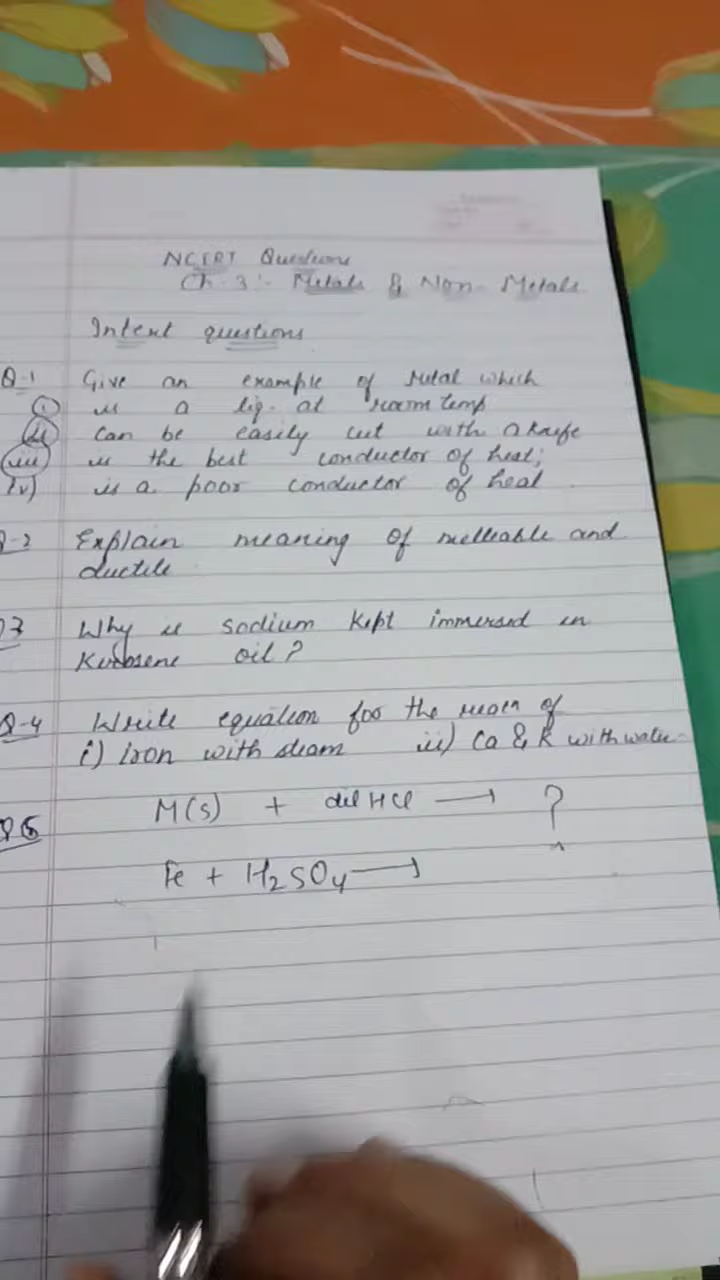 NCERT Questions
Ch-3:- Metals & Non-Metals
Intext questions
Q-1 Give an example of Metal which
(i) is a liq. at room temp
(ii) can be easily cut with a knife
(iii) is the best conductor of heat;
iv) is a poor conductor of heat.
Q-2 Explain meaning of melleable and
ductile
Q3 Why is sodium kept immersed in
Kerosene oil?
Q-4 Write equation for the reacn of
i) Iron with steam ii) Ca & K with water
M(s) + dil HCl ⟶ ?
Q5
Fe + H₂SO₄ ⟶